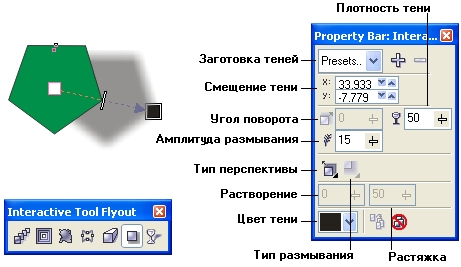 Плотность тени
Property Bar: Intera...
Заготовка теней
Presets...
Смещение тени
x: 33.933
y: -7.779
Угол поворота
0
50
Амплитуда размывания
15
Тип перспективы
Растворение
0
50
Цвет тени
Interactive Tool Flyout
Тип размывания
Растяжка